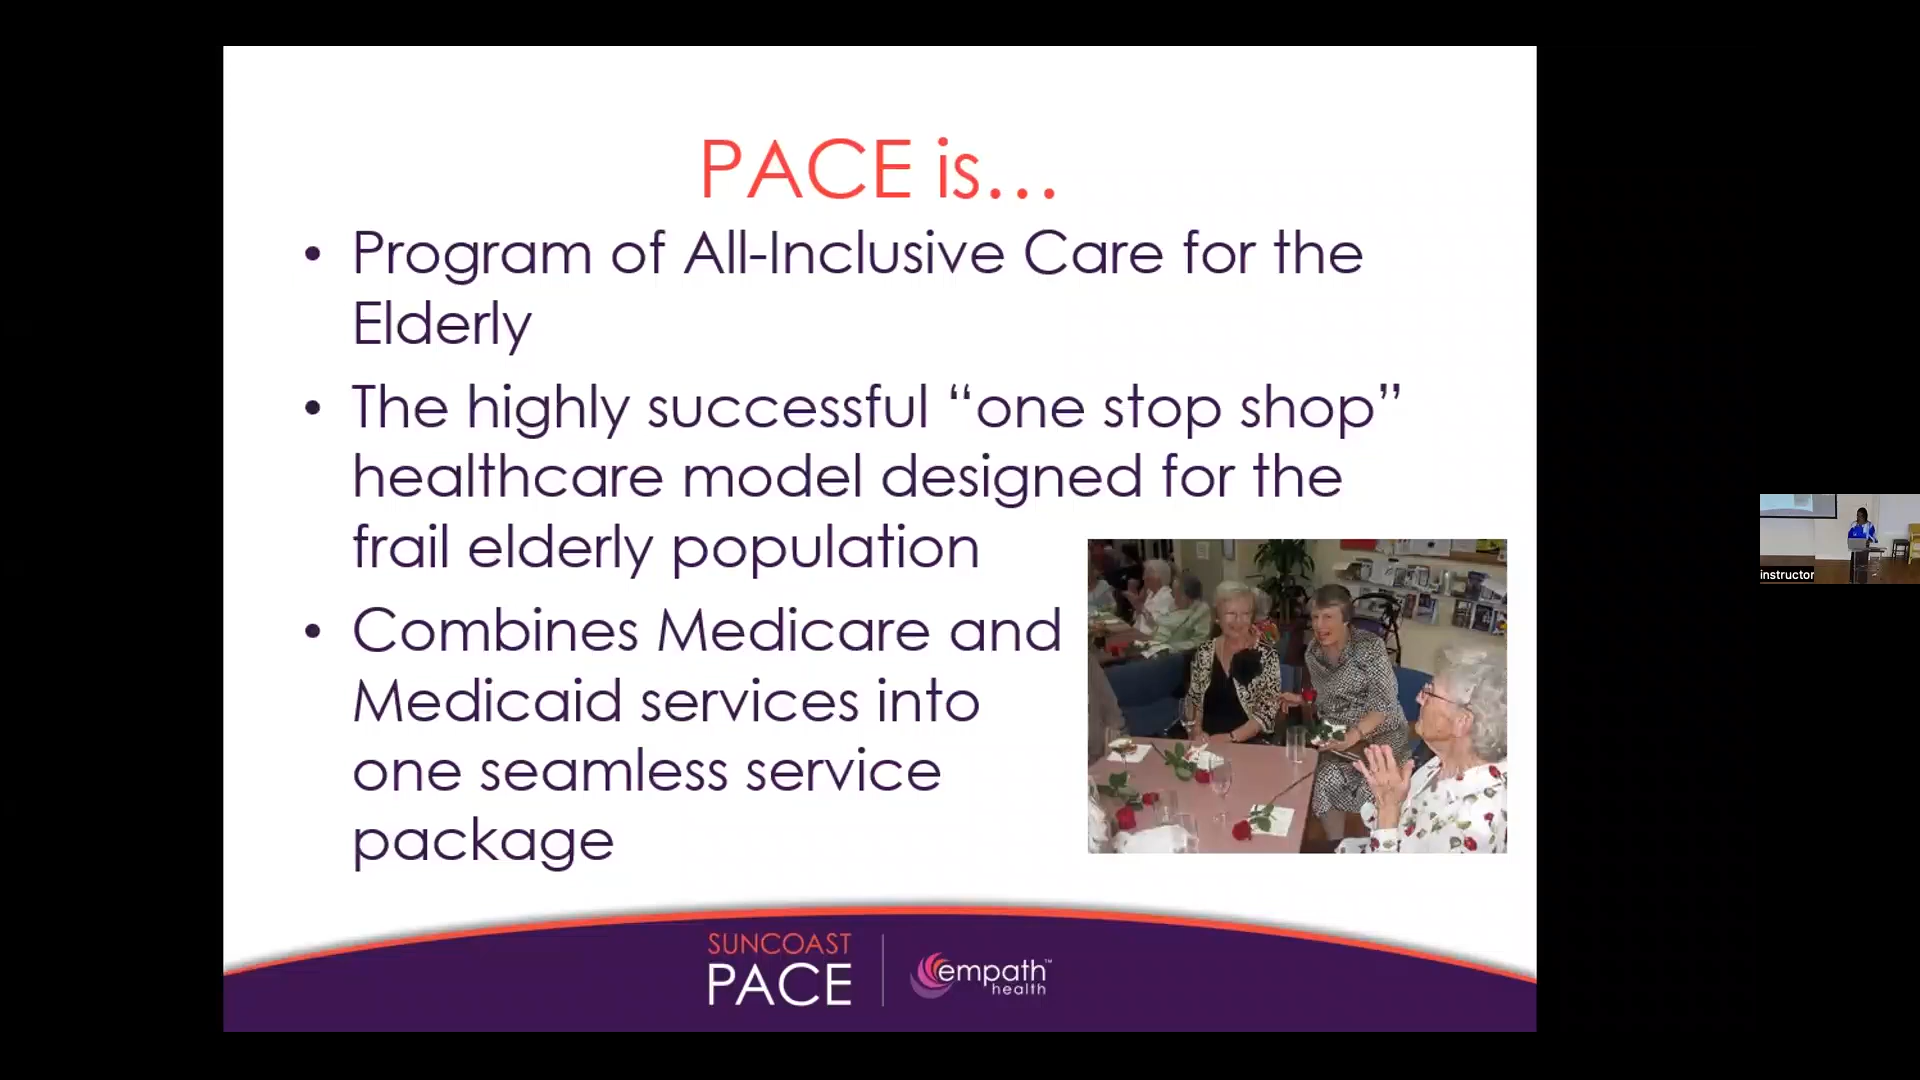 PACE is…
• Program of All-Inclusive Care for the
Elderly
• The highly successful “one stop shop”
healthcare model designed for the
frail elderly population
• Combines Medicare and
Medicaid services into
one seamless service
package
SUNCOAST
PACE
empath™
health
instructor